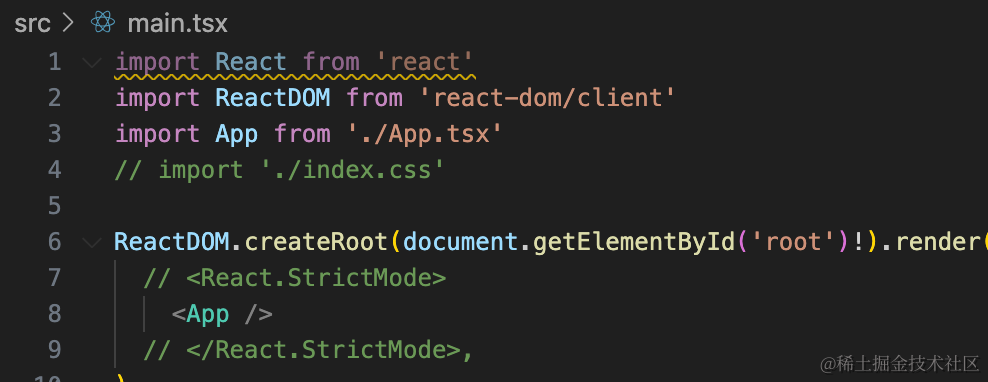 src > main.tsx
1 import React from 'react'
2 import ReactDOM from 'react-dom/client'
3 import App from './App.tsx'
4 // import './index.css'
5
6 ReactDOM.createRoot(document.getElementById('root')!).render(
7 // <React.StrictMode>
8 <App />
9 // </React.StrictMode>,
10 )
@稀土掘金技术社区